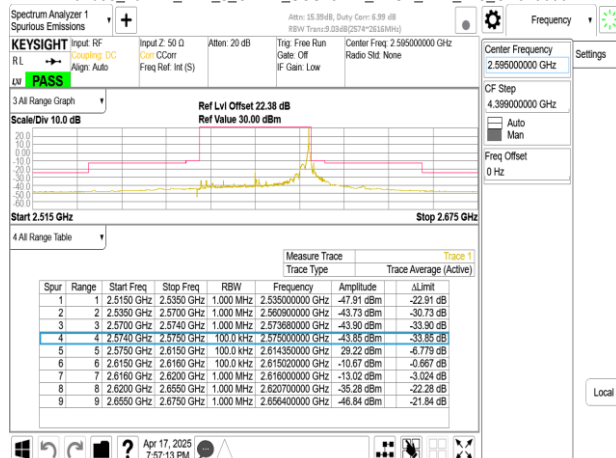 Spectrum Analyzer 1
Spurious Emissions
Attn: 15.39dB, Duty Corr: 6.99 dB
RBW Trans:9.03dB(2574~2616MHz)
Frequency
KEYSIGHT
RL
PASS
Input: RF
Coupling: DC
Align: Auto
Input Z: 50 Ω
Corr CCorr
Freq Ref: Int (S)
Atten: 20 dB
Trig: Free Run
Gate: Off
IF Gain: Low
Center Freq: 2.595000000 GHz
Radio Std: None
Center Frequency
2.595000000 GHz
Settings
CF Step
4.399000000 GHz
Auto
Man
Freq Offset
0 Hz
Local
3 All Range Graph
Scale/Div 10.0 dB
Ref Lvl Offset 22.38 dB
Ref Value 30.00 dBm
20.0
10.0
0.00
-10.0
-20.0
-30.0
-40.0
-50.0
-60.0
Start 2.515 GHz
Stop 2.675 GHz
4 All Range Table
Measure Trace Trace 1
Trace Type Trace Average (Active)
Spur Range Start Freq Stop Freq RBW Frequency Amplitude ΔLimit
1 1 2.5150 GHz 2.5350 GHz 1.000 MHz 2.535000000 GHz -47.91 dBm -22.91 dB
2 2 2.5350 GHz 2.5700 GHz 1.000 MHz 2.560900000 GHz -43.73 dBm -30.73 dB
3 3 2.5700 GHz 2.5740 GHz 1.000 MHz 2.573680000 GHz -43.90 dBm -33.90 dB
4 4 2.5740 GHz 2.5750 GHz 100.0 kHz 2.575000000 GHz -43.85 dBm -33.85 dB
5 5 2.5750 GHz 2.6150 GHz 100.0 kHz 2.614350000 GHz 29.22 dBm -6.779 dB
6 6 2.6150 GHz 2.6160 GHz 100.0 kHz 2.615020000 GHz -10.67 dBm -0.667 dB
7 7 2.6160 GHz 2.6200 GHz 1.000 MHz 2.616000000 GHz -13.02 dBm -3.024 dB
8 8 2.6200 GHz 2.6550 GHz 1.000 MHz 2.620700000 GHz -35.28 dBm -22.28 dB
9 9 2.6550 GHz 2.6750 GHz 1.000 MHz 2.656400000 GHz -46.84 dBm -21.84 dB
Apr 17, 2025
7:57:13 PM